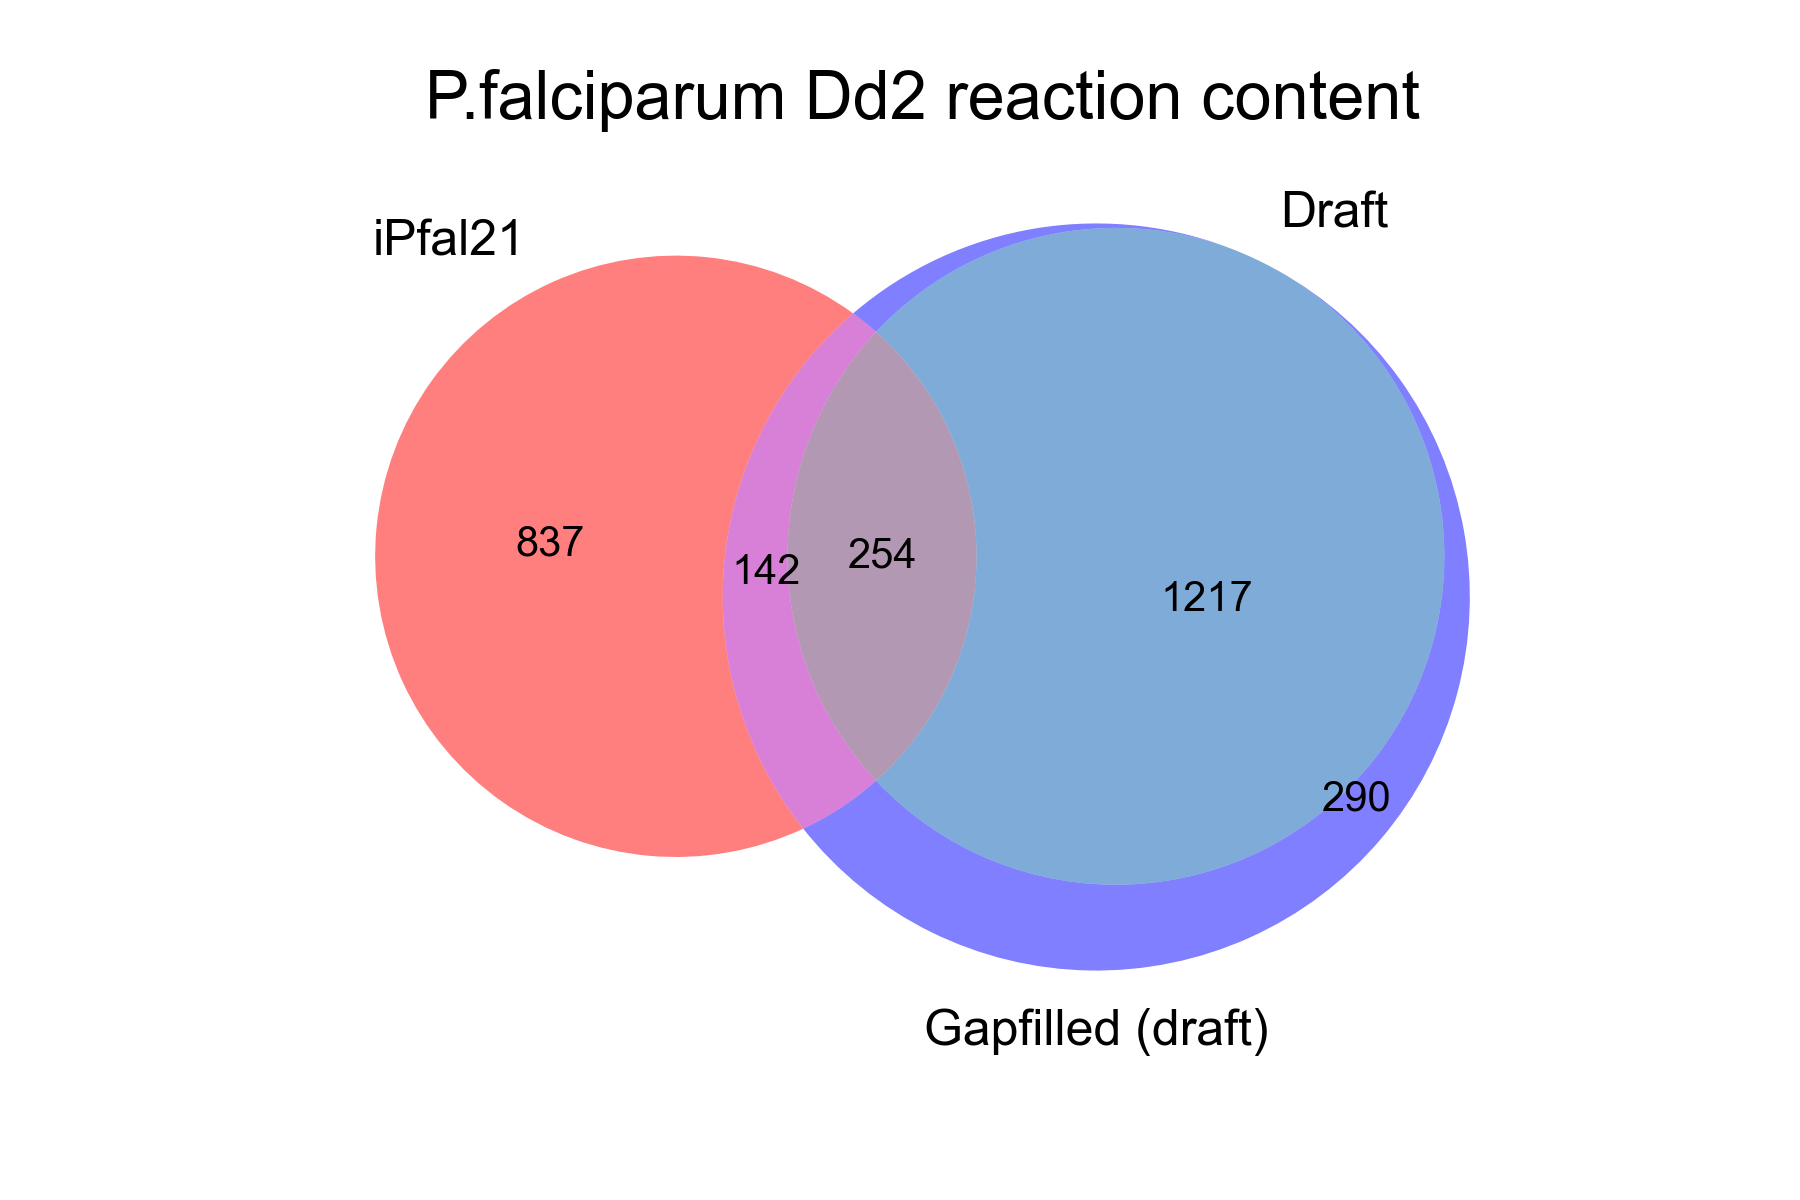 P.falciparum Dd2 reaction content
iPfal21
Draft
837
142
254
1217
290
Gapfilled (draft)